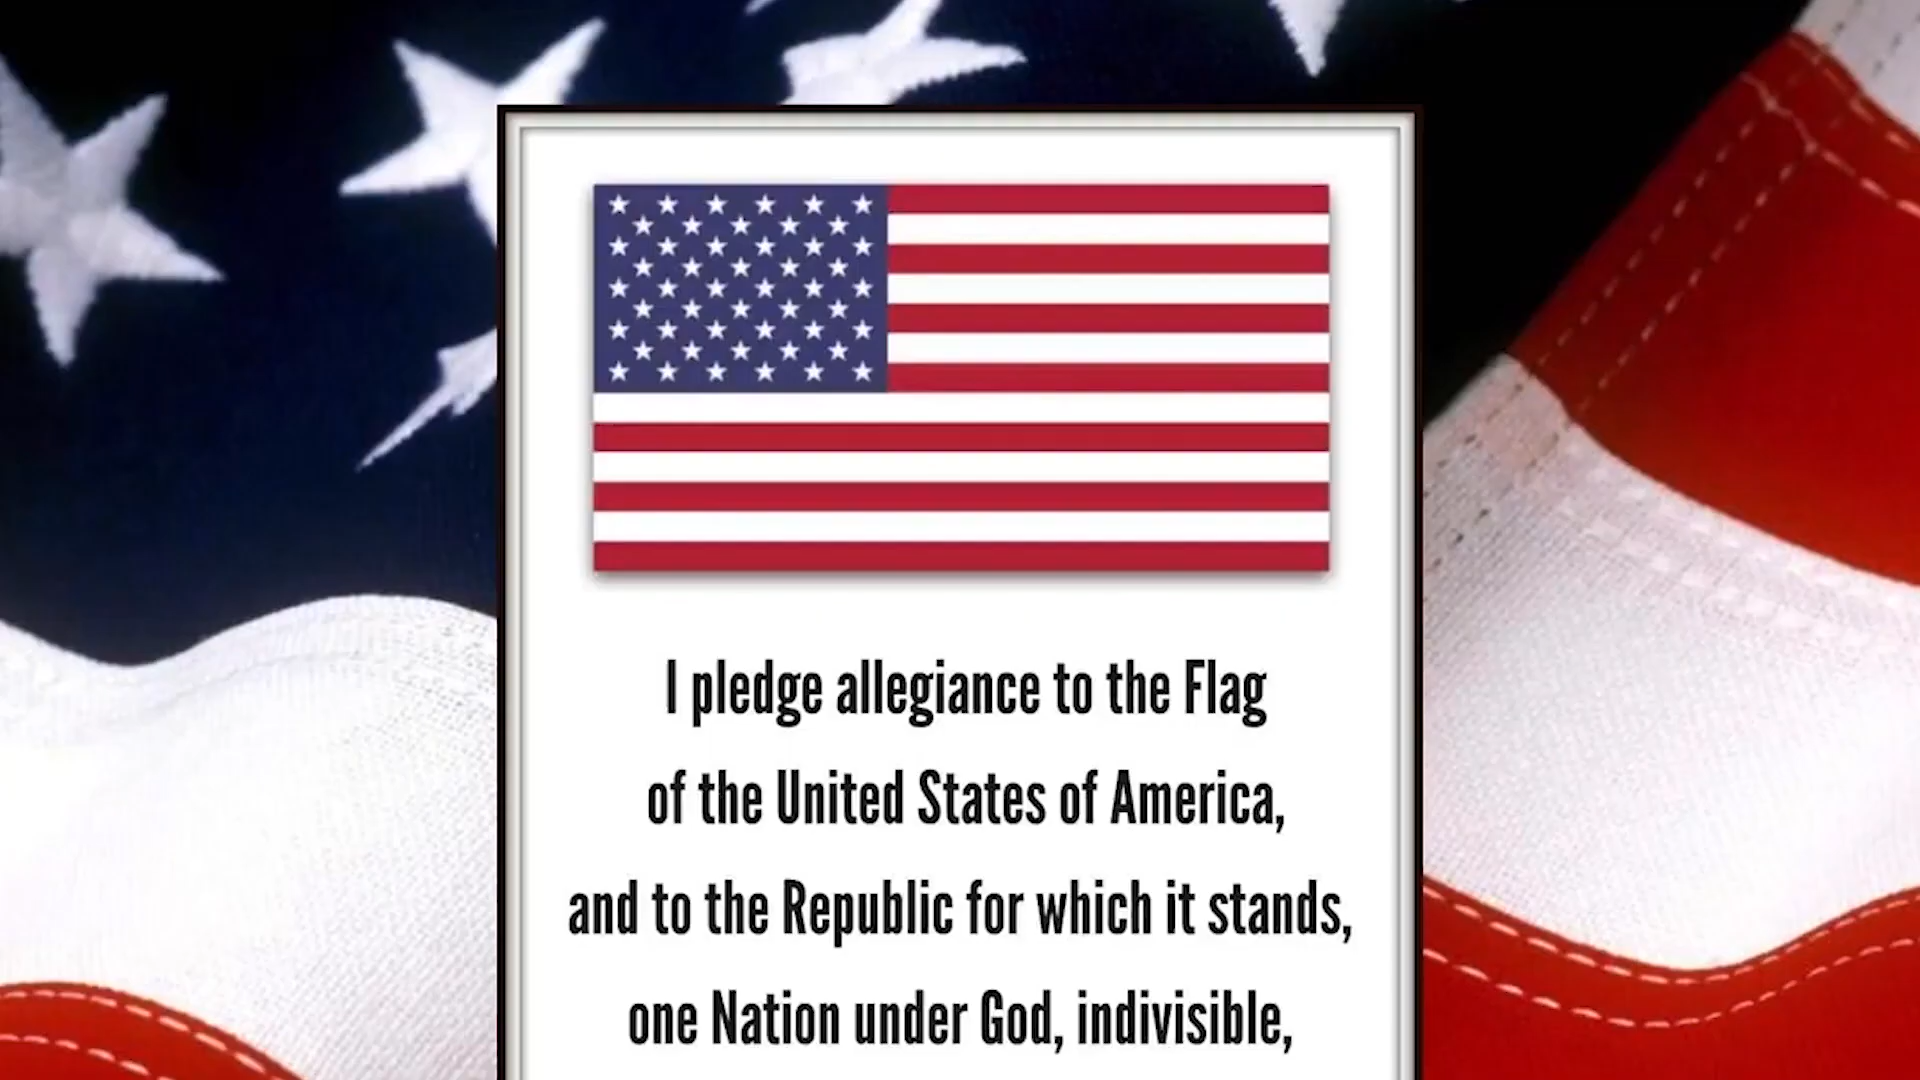 I pledge allegiance to the Flag
of the United States of America,
and to the Republic for which it stands,
one Nation under God, indivisible,